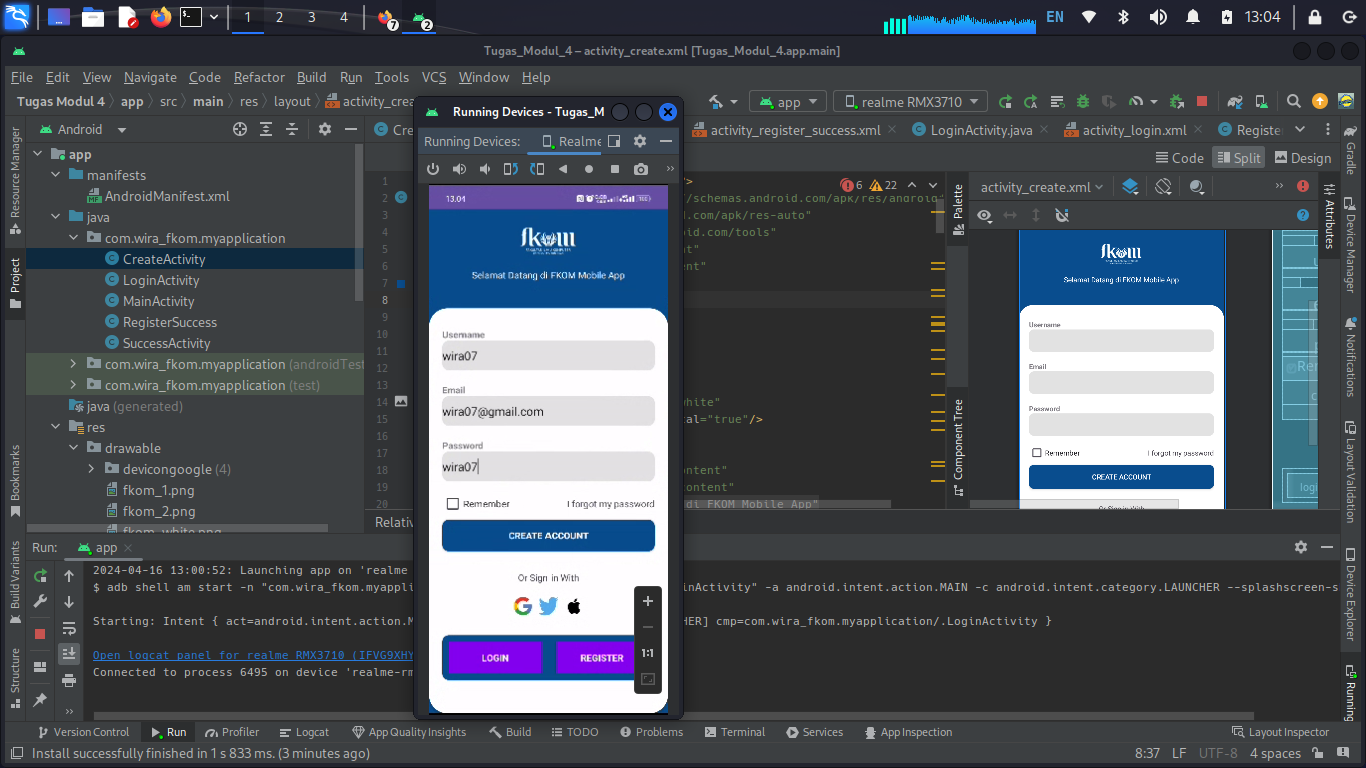 1 2 3 4 7 2 EN 13:04
Tugas_Modul_4 – activity_create.xml [Tugas_Modul_4.app.main]
File Edit View Navigate Code Refactor Build Run Tools VCS Window Help
Tugas Modul 4 app src main res layout activity_crea
app realme RMX3710
Running Devices - Tugas_M
Running Devices: Realme
Android
Cre
activity_register_success.xml LoginActivity.java activity_login.xml Register
Code Split Design
Resource Manager
Project
Bookmarks
Build Variants
Structure
app
manifests
AndroidManifest.xml
java
com.wira_fkom.myapplication
CreateActivity
LoginActivity
MainActivity
RegisterSuccess
SuccessActivity
com.wira_fkom.myapplication (androidTest
com.wira_fkom.myapplication (test)
java (generated)
res
drawable
devicongoogle (4)
fkom_1.png
fkom_2.png
fkom_white.png
1
2
3
4
5
6
7
8
9
10
11
12
13
14
15
16
17
18
19
20
/>
6 22
//schemas.android.com/apk/res/android"
d.com/apk/res-auto"
oid.com/tools"
nt"
ent"
white"
cal="true"/>
ontent"
content"
di FKOM Mobile App"
Relativ
13.04
fkom
Selamat Datang di FKOM Mobile App
Username
wira07
Email
wira07@gmail.com
Password
wira07
Remember I forgot my password
CREATE ACCOUNT
Or Sign in With
LOGIN REGISTER
1:1
Palette
Component Tree
activity_create.xml
Attributes
fkom
Selamat Datang di FKOM Mobile App
Username
Email
Password
Remember I forgot my password
CREATE ACCOUNT
Or Sign in With
login
Gradle
Device Manager
Notifications
Layout Validation
Device Explorer
Running
Run: app
2024-04-16 13:00:52: Launching app on 'realme
$ adb shell am start -n "com.wira_fkom.myapplic inActivity" -a android.intent.action.MAIN -c android.intent.category.LAUNCHER --splashscreen-s
Starting: Intent { act=android.intent.action.M HER] cmp=com.wira_fkom.myapplication/.LoginActivity }
Open logcat panel for realme RMX3710 (IFVG9XHY
Connected to process 6495 on device 'realme-rm
Version Control Run Profiler Logcat App Quality Insights Build TODO Problems Terminal Services App Inspection Layout Inspector
Install successfully finished in 1 s 833 ms. (3 minutes ago) 8:37 LF UTF-8 4 spaces